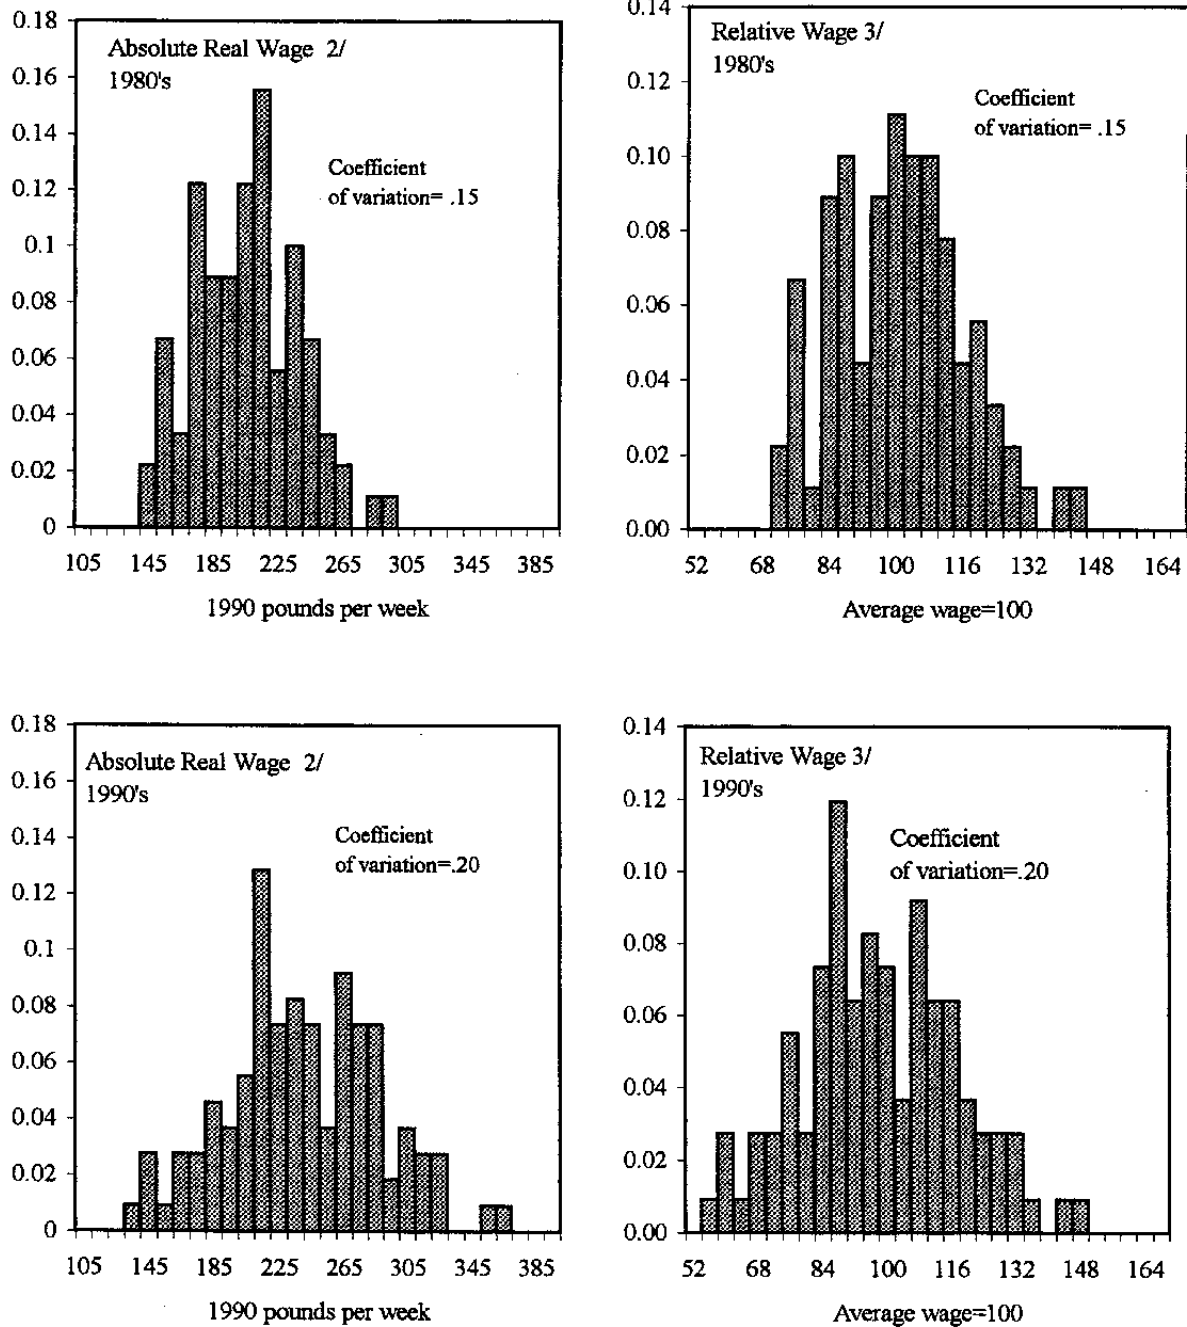 0.18
0.16
0.14
0.12
0.1
0.08
0.06
0.04
0.02
0
Absolute Real Wage 2/
1980's
Coefficient
of variation= .15
105 145 185 225 265 305 345 385
1990 pounds per week
0.14
0.12
0.10
0.08
0.06
0.04
0.02
0.00
Relative Wage 3/
1980's
Coefficient
of variation= .15
52 68 84 100 116 132 148 164
Average wage=100
0.18
0.16
0.14
0.12
0.1
0.08
0.06
0.04
0.02
0
Absolute Real Wage 2/
1990's
Coefficient
of variation=.20
105 145 185 225 265 305 345 385
1990 pounds per week
0.14
0.12
0.10
0.08
0.06
0.04
0.02
0.00
Relative Wage 3/
1990's
Coefficient
of variation=.20
52 68 84 100 116 132 148 164
Average wage=100